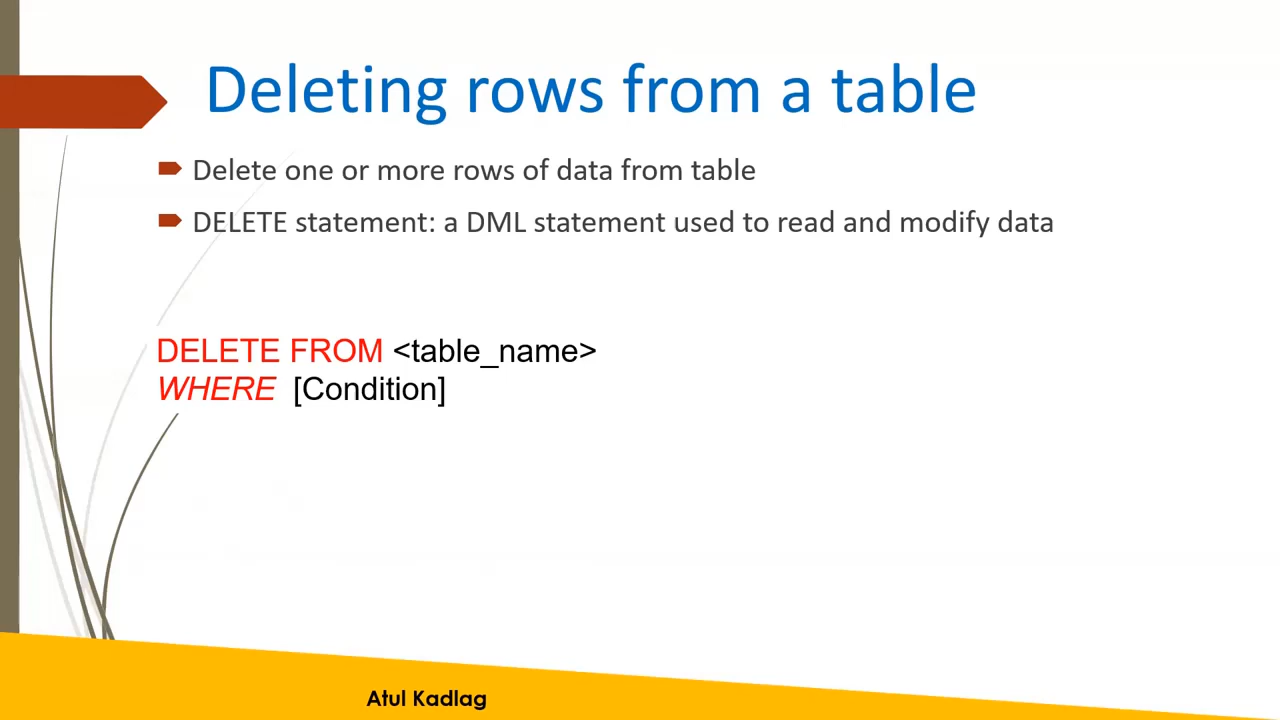 Deleting rows from a table
Delete one or more rows of data from table
DELETE statement: a DML statement used to read and modify data
DELETE FROM <table_name>
WHERE [Condition]
Atul Kadlag